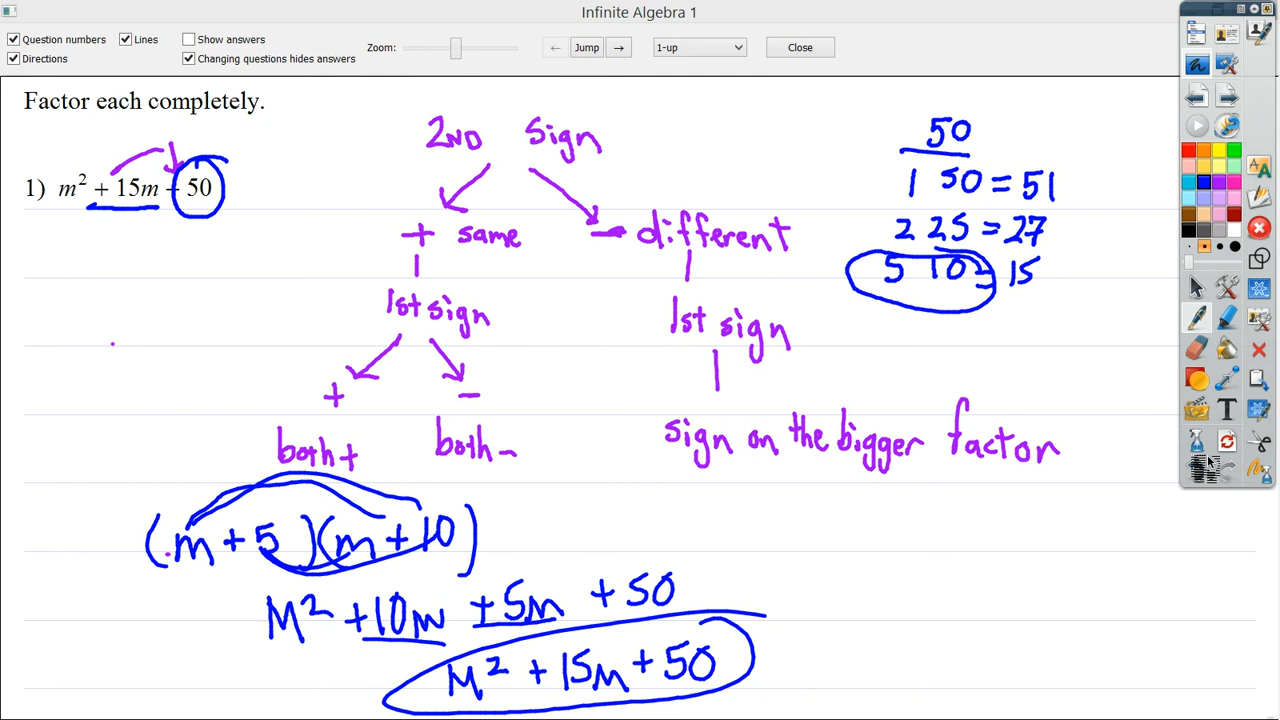 Infinite Algebra 1
Question numbers Lines Show answers
Directions Changing questions hides answers
Zoom: ← Jump → 1-up Close
Factor each completely.
1) m² + 15m + 50
2ND sign
+ same
1st sign
+ -
both + both -
- different
1st sign
sign on the bigger factor
50
1 50 = 51
2 25 = 27
5 10 = 15
(m + 5)(m + 10)
M² + 10m + 5m + 50
M² + 15m + 50
T
A